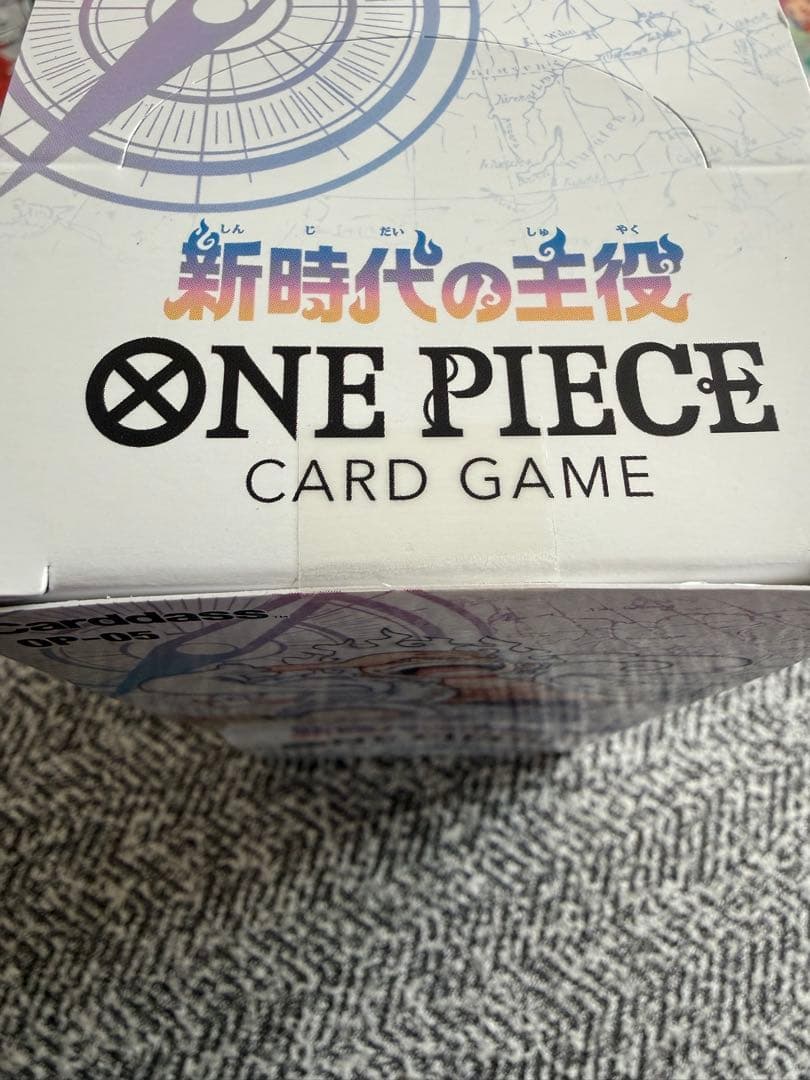 しん じ だい しゅ やく
新時代の主役
ONE PIECE
CARD GAME
Carddass™
OP-05